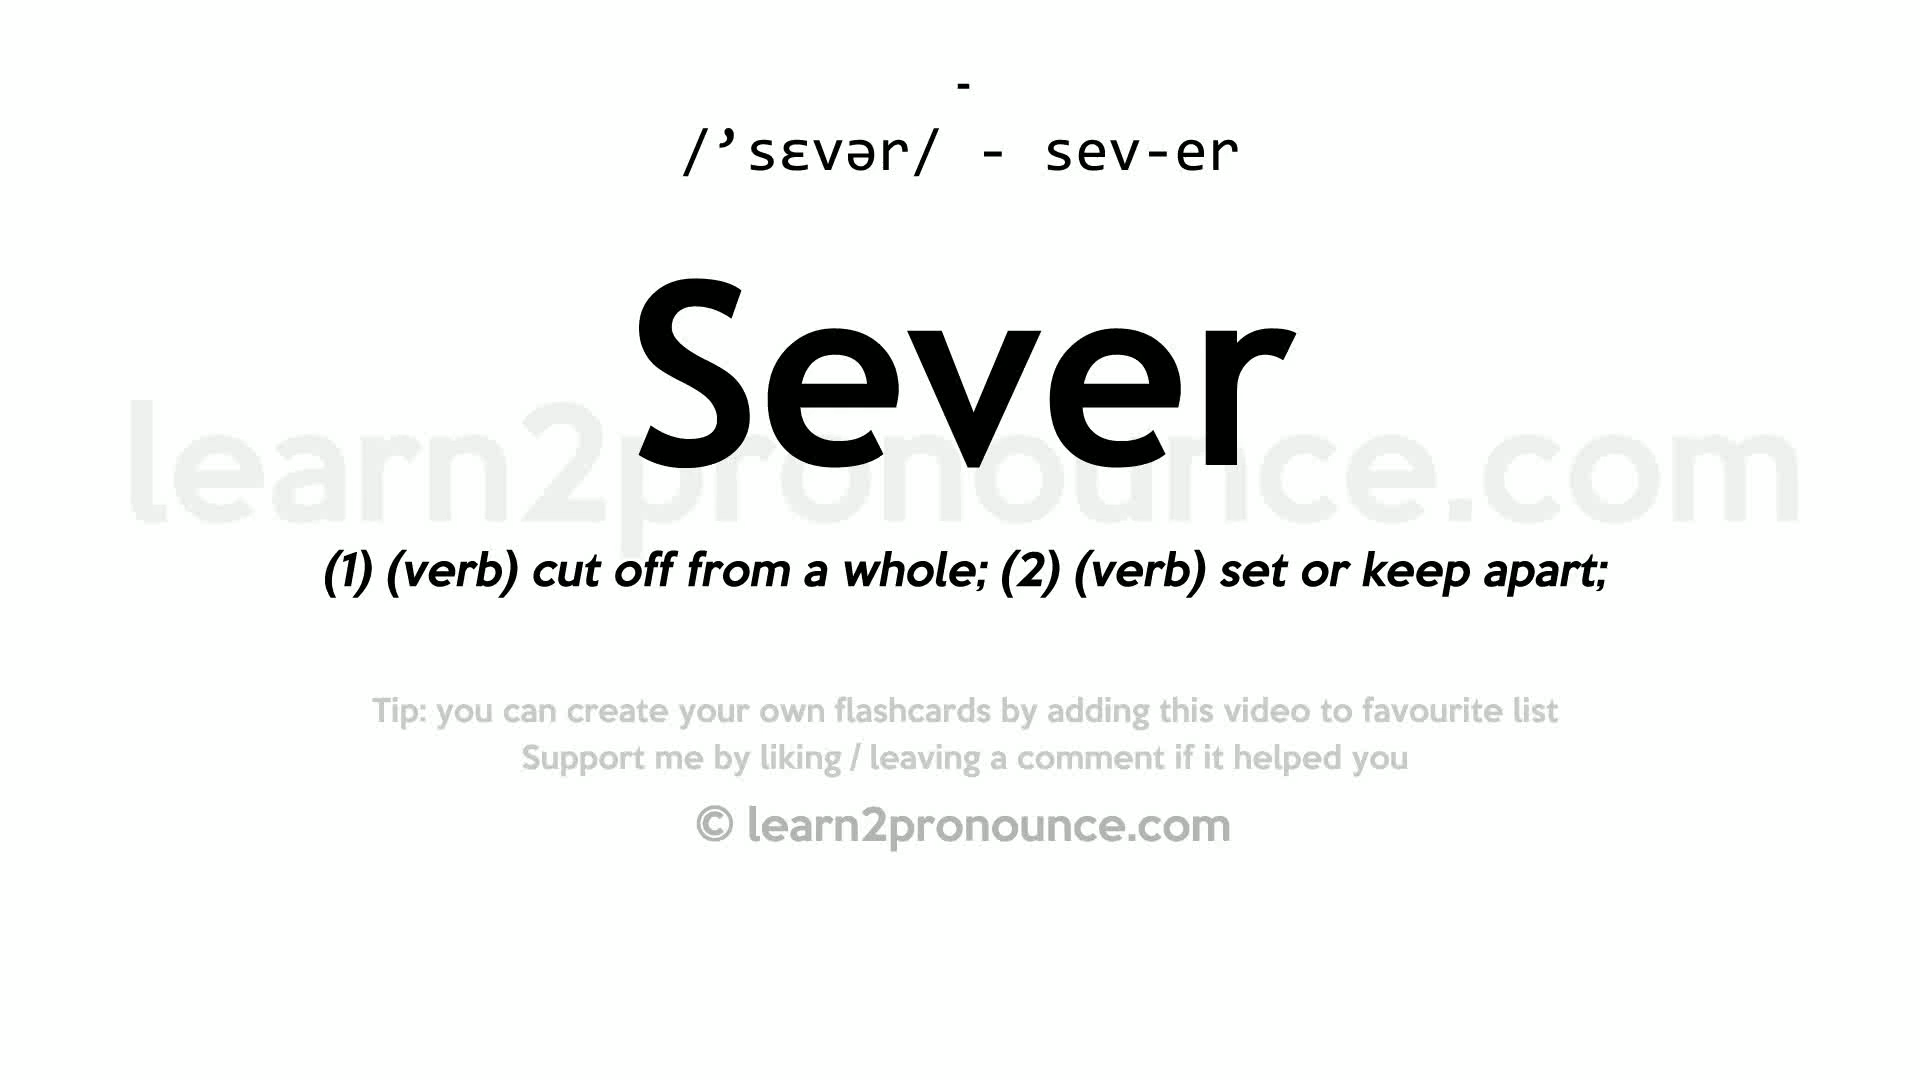 -
/’sɛvər/ - sev-er
Sever
learn2pronounce.com
(1) (verb) cut off from a whole; (2) (verb) set or keep apart;
Tip: you can create your own flashcards by adding this video to favourite list
Support me by liking / leaving a comment if it helped you
© learn2pronounce.com